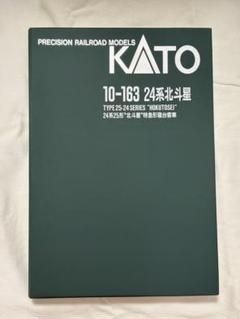 PRECISION RAILROAD MODELS
KATO
10-163 24系北斗星
TYPE 25-24 SERIES "HOKUTOSEI"
24系25形"北斗星"特急形寝台客車